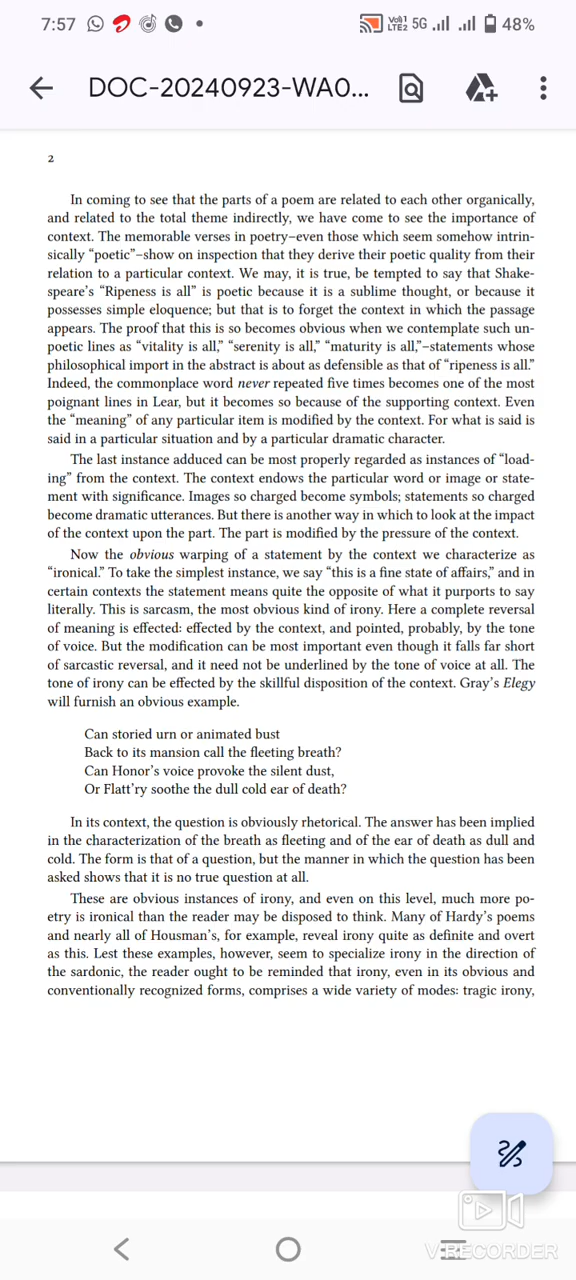 7:57
Vo)) LTE2 5G 48%
DOC-20240923-WA0...
2
In coming to see that the parts of a poem are related to each other organically,
and related to the total theme indirectly, we have come to see the importance of
context. The memorable verses in poetry–even those which seem somehow intrin-
sically “poetic”–show on inspection that they derive their poetic quality from their
relation to a particular context. We may, it is true, be tempted to say that Shake-
speare’s “Ripeness is all” is poetic because it is a sublime thought, or because it
possesses simple eloquence; but that is to forget the context in which the passage
appears. The proof that this is so becomes obvious when we contemplate such un-
poetic lines as “vitality is all,” “serenity is all,” “maturity is all,”–statements whose
philosophical import in the abstract is about as defensible as that of “ripeness is all.”
Indeed, the commonplace word never repeated five times becomes one of the most
poignant lines in Lear, but it becomes so because of the supporting context. Even
the “meaning” of any particular item is modified by the context. For what is said is
said in a particular situation and by a particular dramatic character.
The last instance adduced can be most properly regarded as instances of “load-
ing” from the context. The context endows the particular word or image or state-
ment with significance. Images so charged become symbols; statements so charged
become dramatic utterances. But there is another way in which to look at the impact
of the context upon the part. The part is modified by the pressure of the context.
Now the obvious warping of a statement by the context we characterize as
“ironical.” To take the simplest instance, we say “this is a fine state of affairs,” and in
certain contexts the statement means quite the opposite of what it purports to say
literally. This is sarcasm, the most obvious kind of irony. Here a complete reversal
of meaning is effected: effected by the context, and pointed, probably, by the tone
of voice. But the modification can be most important even though it falls far short
of sarcastic reversal, and it need not be underlined by the tone of voice at all. The
tone of irony can be effected by the skillful disposition of the context. Gray’s Elegy
will furnish an obvious example.
Can storied urn or animated bust
Back to its mansion call the fleeting breath?
Can Honor’s voice provoke the silent dust,
Or Flatt’ry soothe the dull cold ear of death?
In its context, the question is obviously rhetorical. The answer has been implied
in the characterization of the breath as fleeting and of the ear of death as dull and
cold. The form is that of a question, but the manner in which the question has been
asked shows that it is no true question at all.
These are obvious instances of irony, and even on this level, much more po-
etry is ironical than the reader may be disposed to think. Many of Hardy’s poems
and nearly all of Housman’s, for example, reveal irony quite as definite and overt
as this. Lest these examples, however, seem to specialize irony in the direction of
the sardonic, the reader ought to be reminded that irony, even in its obvious and
conventionally recognized forms, comprises a wide variety of modes: tragic irony,
V RECORDER